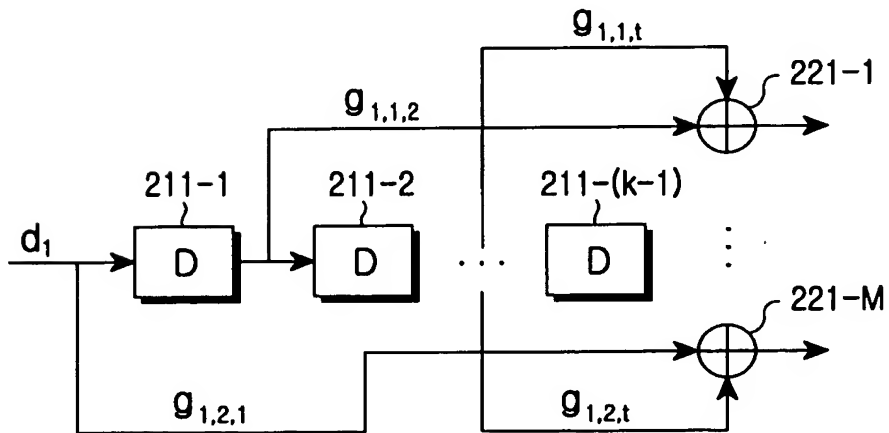 g1,1,t
221-1
g1,1,2
211-1
211-2
211-(k-1)
d1
D
D
...
D
⋮
221-M
g1,2,1
g1,2,t